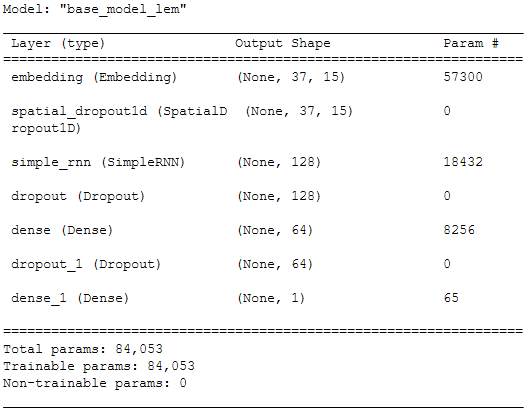 Model: "base_model_lem"
_________________________________________________________________
Layer (type) Output Shape Param #
=================================================================
embedding (Embedding) (None, 37, 15) 57300
spatial_dropout1d (SpatialD (None, 37, 15) 0
ropout1D)
simple_rnn (SimpleRNN) (None, 128) 18432
dropout (Dropout) (None, 128) 0
dense (Dense) (None, 64) 8256
dropout_1 (Dropout) (None, 64) 0
dense_1 (Dense) (None, 1) 65
=================================================================
Total params: 84,053
Trainable params: 84,053
Non-trainable params: 0
_________________________________________________________________